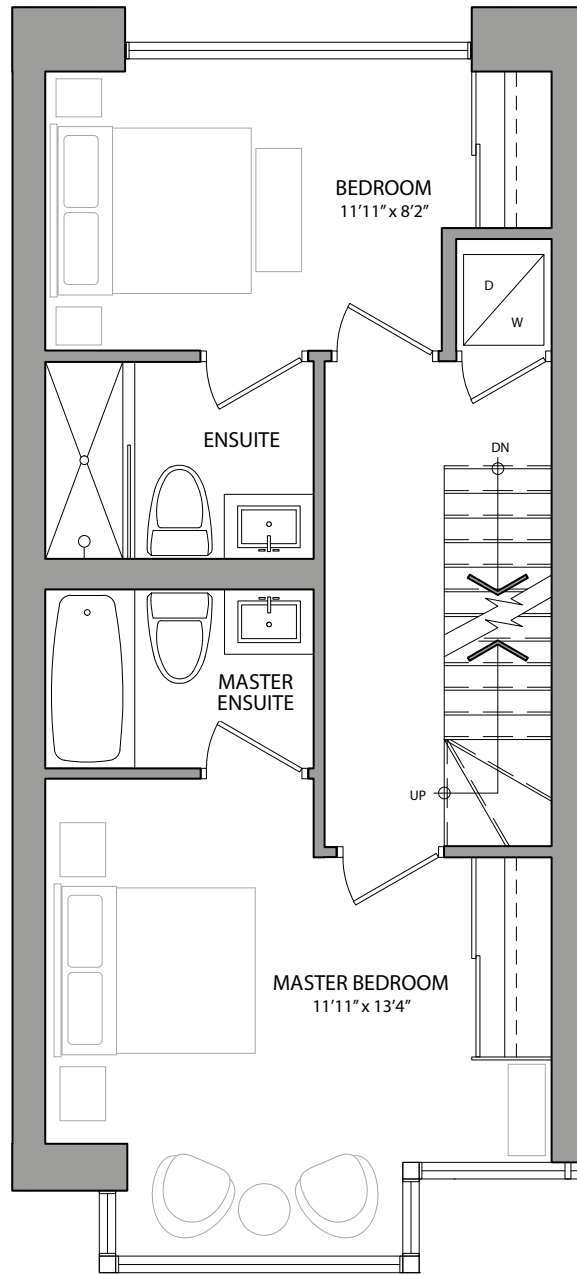 BEDROOM
11'11" x 8'2"
D
W
ENSUITE
DN
MASTER
ENSUITE
UP
MASTER BEDROOM
11'11" x 13'4"